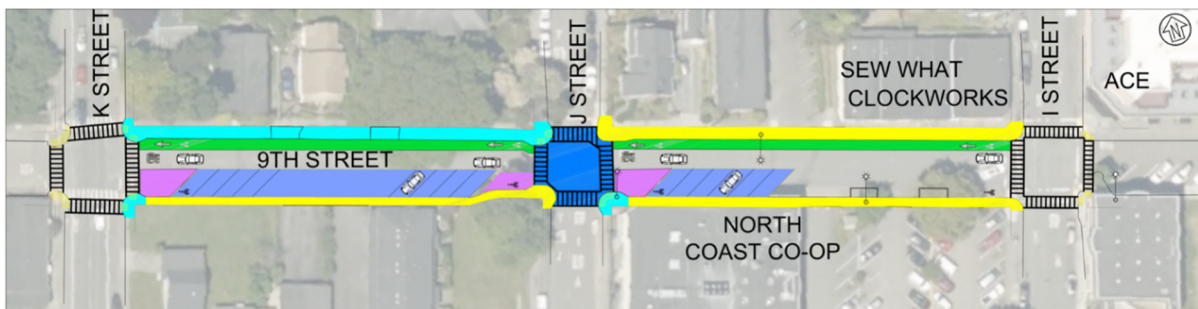 K STREET
9TH STREET
J STREET
SEW WHAT
CLOCKWORKS
I STREET
ACE
N
NORTH
COAST CO-OP